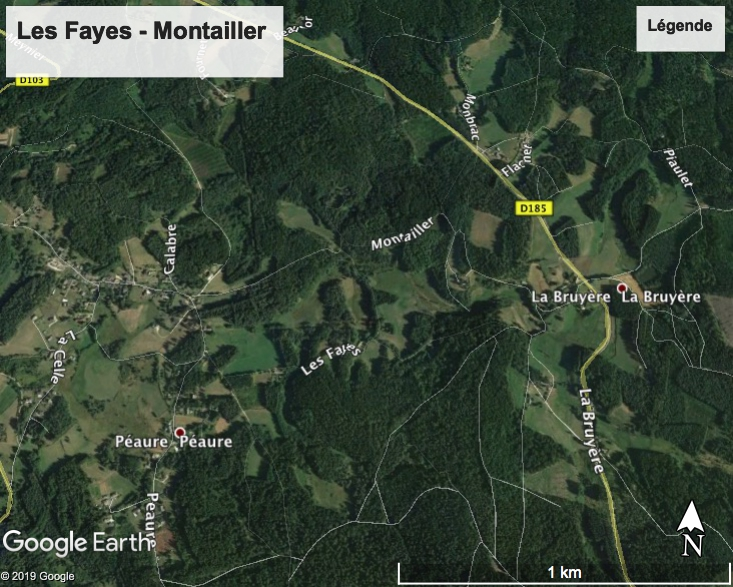 Les Fayes - Montailler
Légende
D103
Monbrac
Flacher
Piaulet
D185
Calabre
Montailler
La Bruyère La Bruyère
Les Fayes
La Celle
Péaure Péaure
La Bruyère
Péaure
Google Earth
N
1 km
© 2019 Google